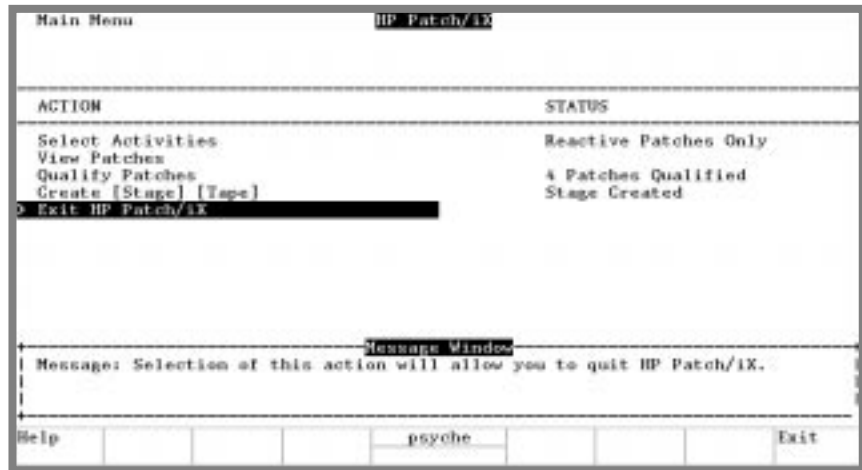 Main Menu HP Patch/iX
ACTION STATUS
Select Activities Reactive Patches Only
View Patches
Qualify Patches 4 Patches Qualified
Create [Stage] [Tape] Stage Created
> Exit HP Patch/iX
Message Window
Message: Selection of this action will allow you to quit HP Patch/iX.
Help psyche Exit